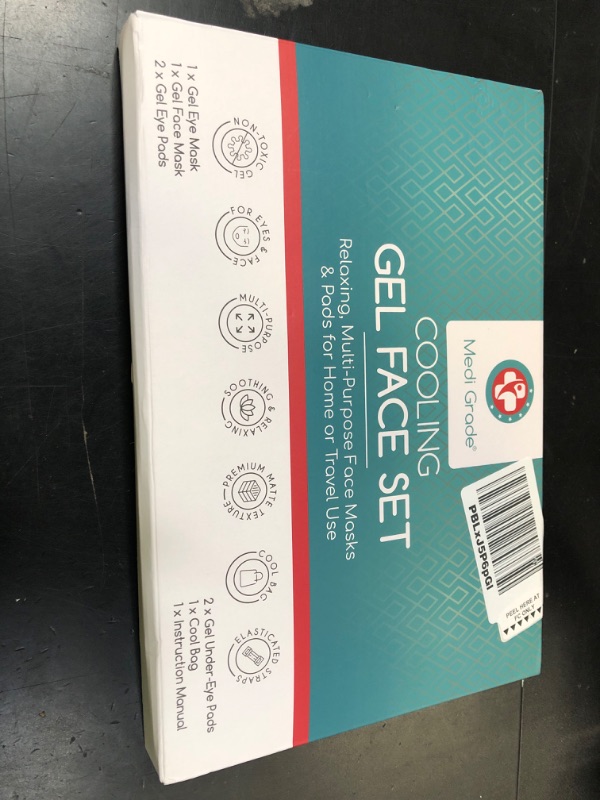 Medi Grade®
PBLxJ5P6pGI
PEEL HERE AT
FC ONLY
COOLING
GEL FACE SET
Relaxing, Multi-Purpose Face Masks
& Pads for Home or Travel Use
NON-TOXIC GEL
FOR EYES & FACE
MULTI-PURPOSE
SOOTHING & RELAXING
PREMIUM MATTE TEXTURE
COOL BAG
ELASTICATED STRAPS
1 x Gel Eye Mask
1 x Gel Face Mask
2 x Gel Eye Pads
2 x Gel Under-Eye Pads
1 x Cool Bag
1 x Instruction Manual